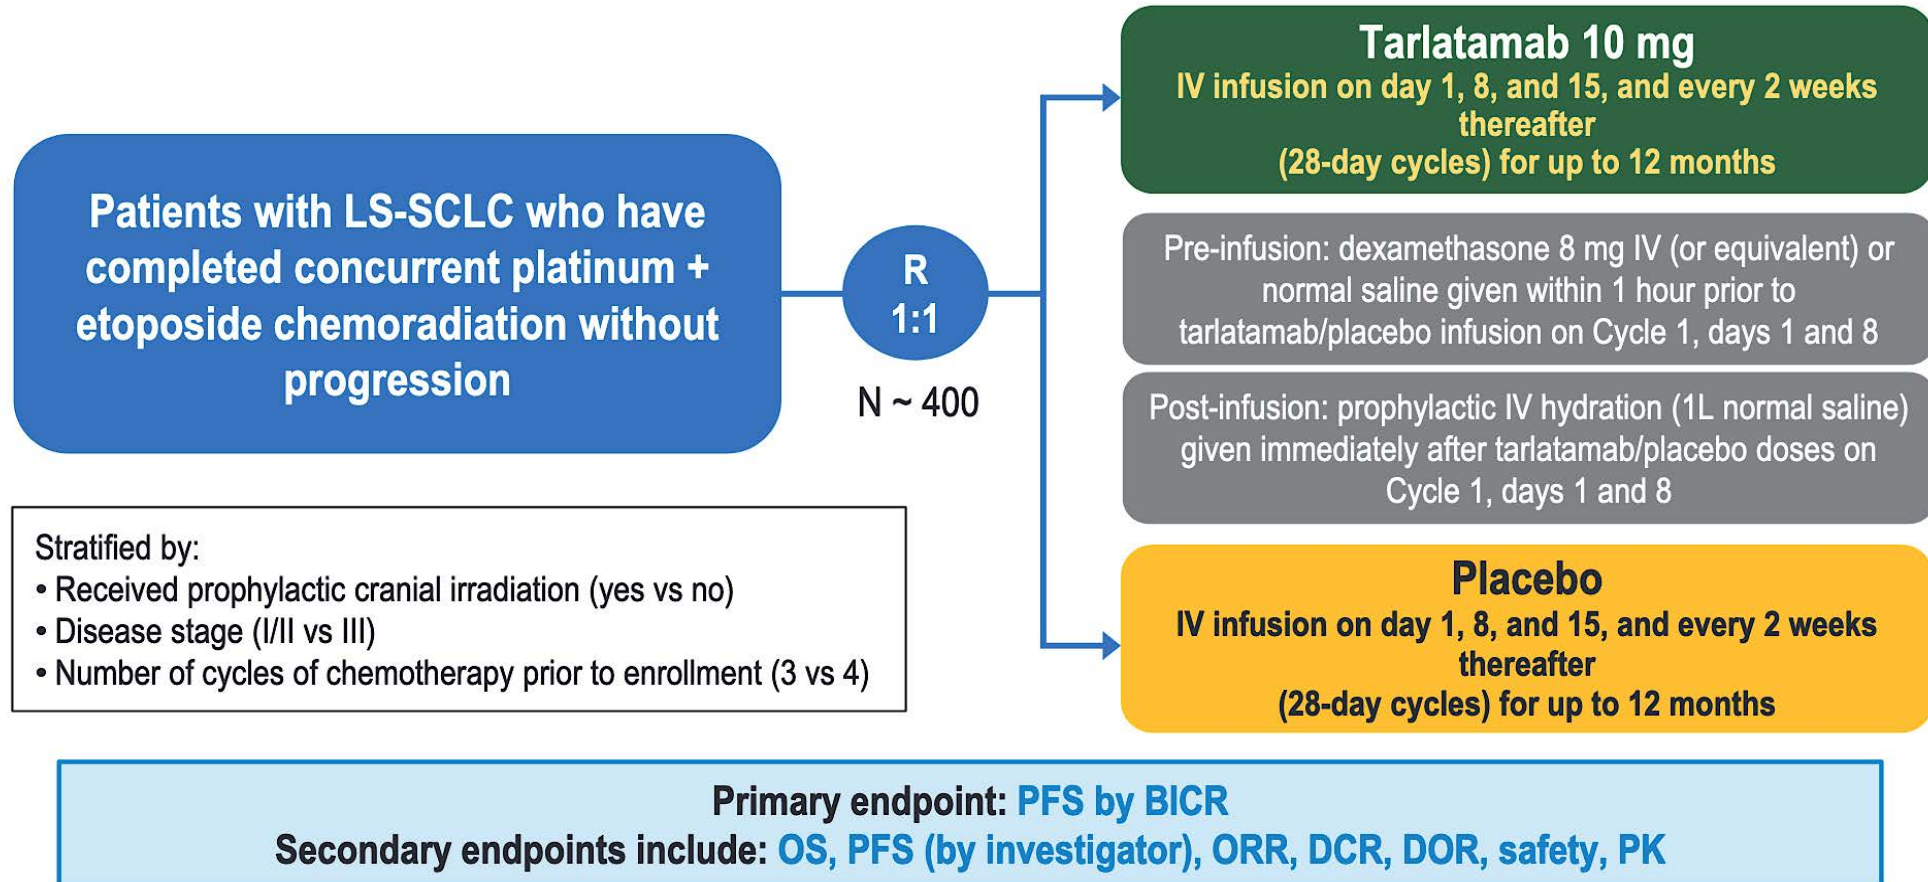 Patients with LS-SCLC who have
completed concurrent platinum +
etoposide chemoradiation without
progression
R
1:1
N ~ 400
Tarlatamab 10 mg
IV infusion on day 1, 8, and 15, and every 2 weeks
thereafter
(28-day cycles) for up to 12 months
Pre-infusion: dexamethasone 8 mg IV (or equivalent) or
normal saline given within 1 hour prior to
tarlatamab/placebo infusion on Cycle 1, days 1 and 8
Post-infusion: prophylactic IV hydration (1L normal saline)
given immediately after tarlatamab/placebo doses on
Cycle 1, days 1 and 8
Placebo
IV infusion on day 1, 8, and 15, and every 2 weeks
thereafter
(28-day cycles) for up to 12 months
Stratified by:
• Received prophylactic cranial irradiation (yes vs no)
• Disease stage (I/II vs III)
• Number of cycles of chemotherapy prior to enrollment (3 vs 4)
Primary endpoint: PFS by BICR
Secondary endpoints include: OS, PFS (by investigator), ORR, DCR, DOR, safety, PK